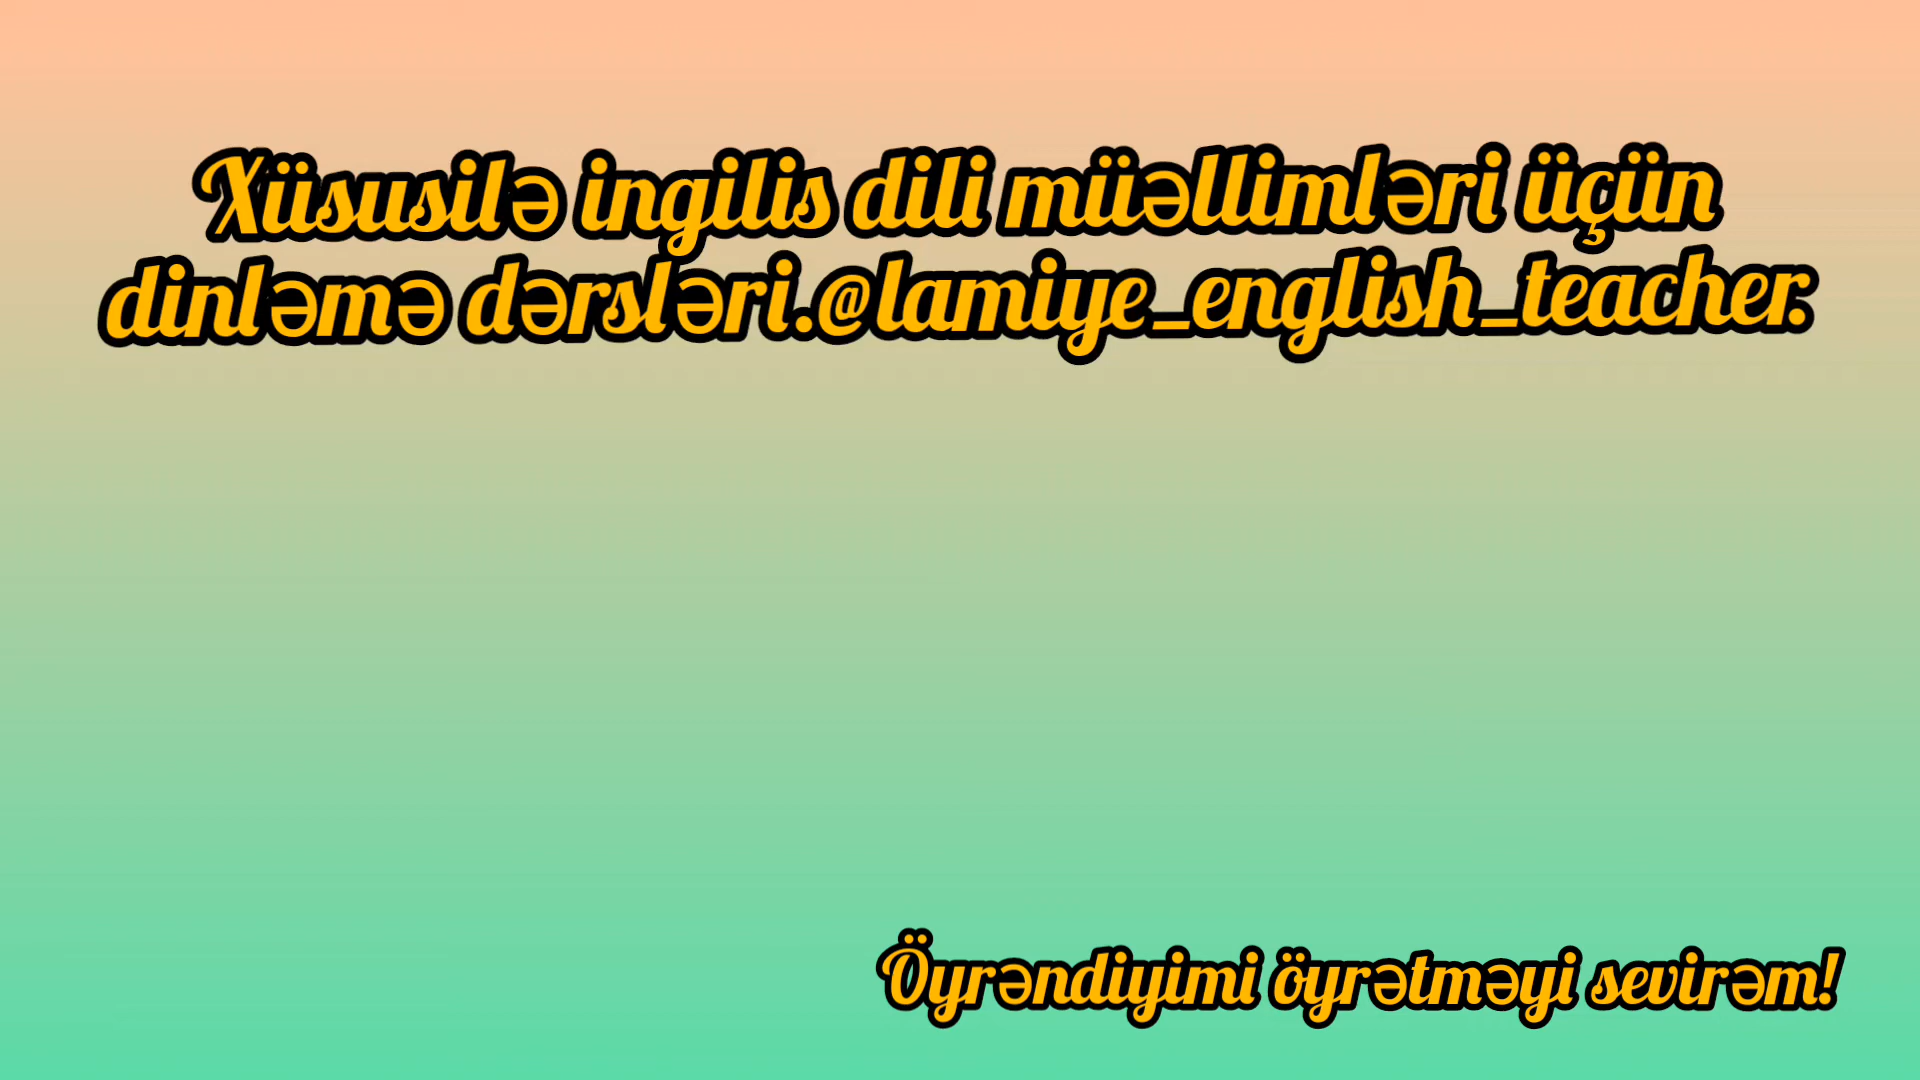 Xüsusilə ingilis dili müəllimləri üçün
dinləmə dərsləri.@lamiye_english_teacher.
Öyrəndiyimi öyrətməyi sevirəm!